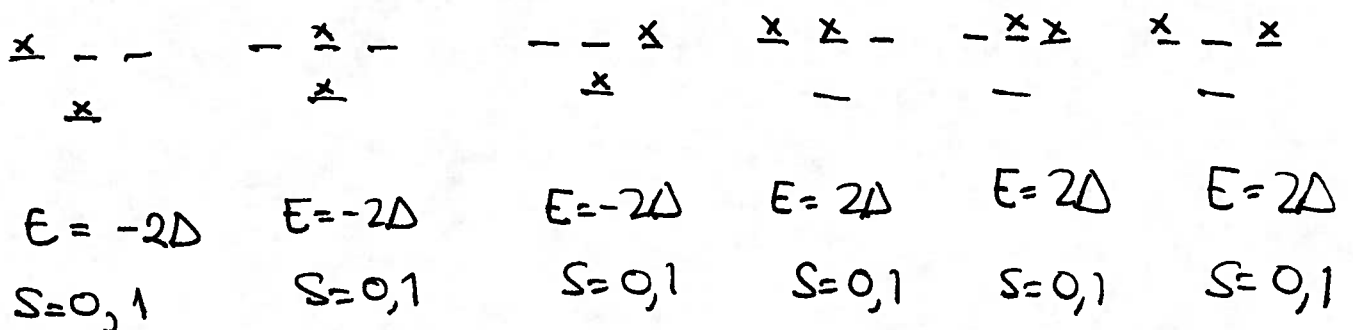 x _ _ _ x _ _ _ x x x _ _ x x x _ x
x x x _ _ _
E = -2Δ E=-2Δ E=-2Δ E= 2Δ E= 2Δ E= 2Δ
S=0,1 S=0,1 S=0,1 S=0,1 S=0,1 S=0,1